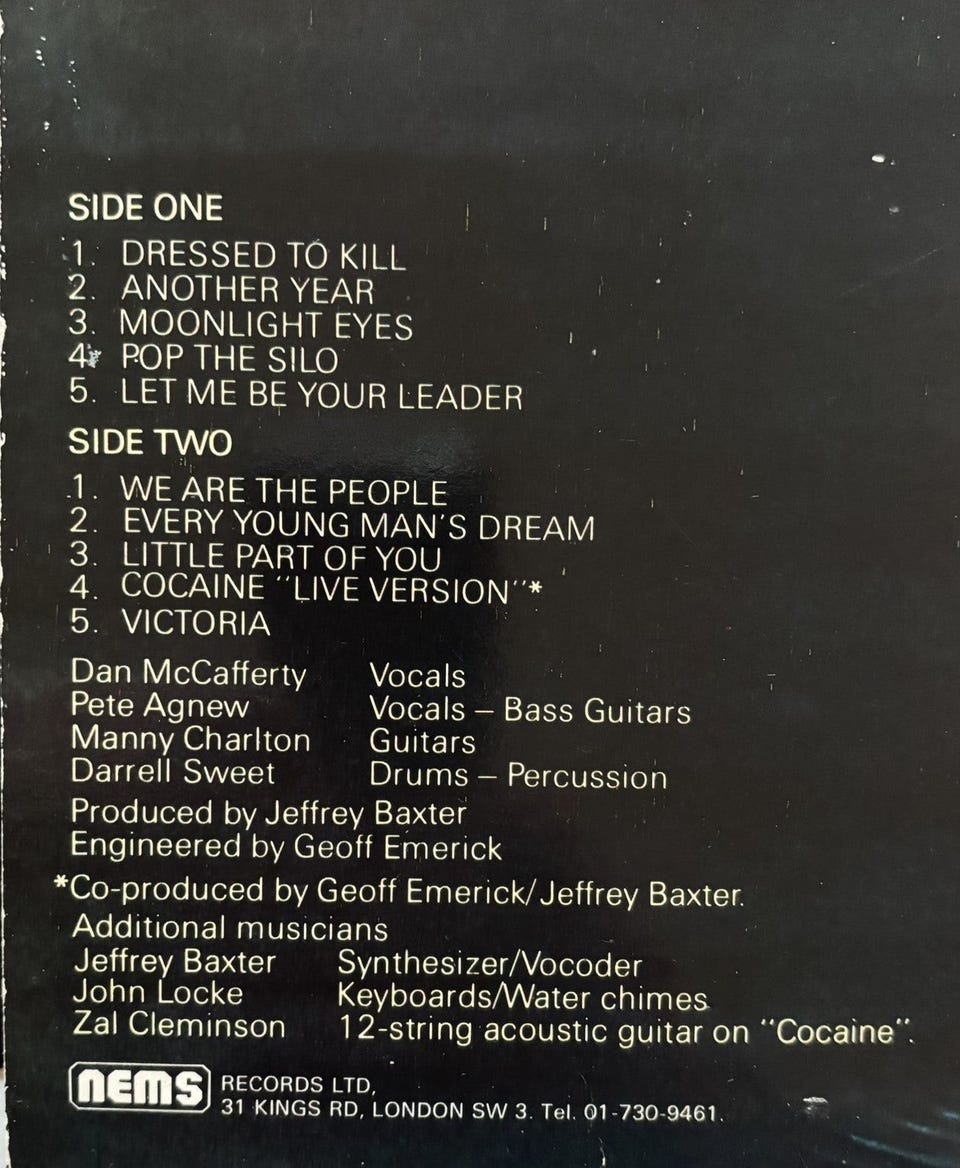 SIDE ONE
1. DRESSED TO KILL
2. ANOTHER YEAR
3. MOONLIGHT EYES
4. POP THE SILO
5. LET ME BE YOUR LEADER
SIDE TWO
1. WE ARE THE PEOPLE
2. EVERY YOUNG MAN'S DREAM
3. LITTLE PART OF YOU
4. COCAINE "LIVE VERSION"*
5. VICTORIA
Dan McCafferty Vocals
Pete Agnew Vocals – Bass Guitars
Manny Charlton Guitars
Darrell Sweet Drums – Percussion
Produced by Jeffrey Baxter
Engineered by Geoff Emerick
*Co-produced by Geoff Emerick/Jeffrey Baxter.
Additional musicians
Jeffrey Baxter Synthesizer/Vocoder
John Locke Keyboards/Water chimes
Zal Cleminson 12-string acoustic guitar on "Cocaine".
nems RECORDS LTD,
31 KINGS RD, LONDON SW 3. Tel. 01-730-9461.